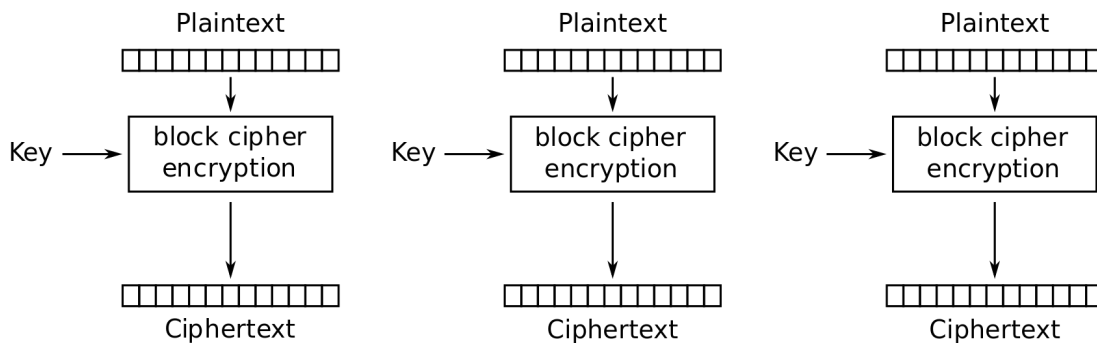 Plaintext
Plaintext
Plaintext
Key
block cipher
encryption
Key
block cipher
encryption
Key
block cipher
encryption
Ciphertext
Ciphertext
Ciphertext